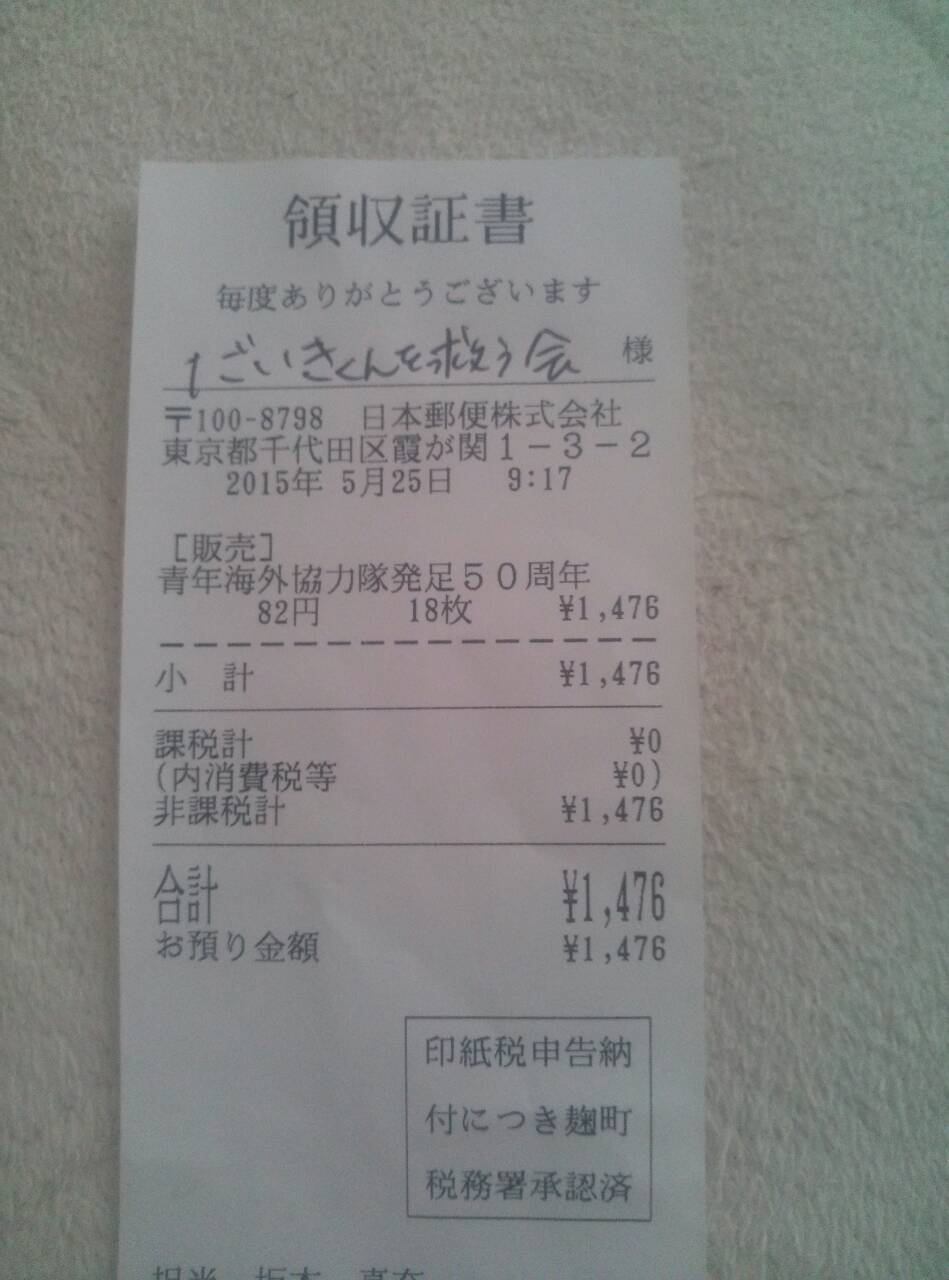 領収証書
毎度ありがとうございます
ごいきくんを救う会 様
〒100-8798 日本郵便株式会社
東京都千代田区霞が関1-3-2
2015年 5月25日 9:17
[販売]
青年海外協力隊発足50周年
82円 18枚 ¥1,476
小 計 ¥1,476
課税計 ¥0
(内消費税等 ¥0)
非課税計 ¥1,476
合計 ¥1,476
お預り金額 ¥1,476
印紙税申告納
付につき麹町
税務署承認済